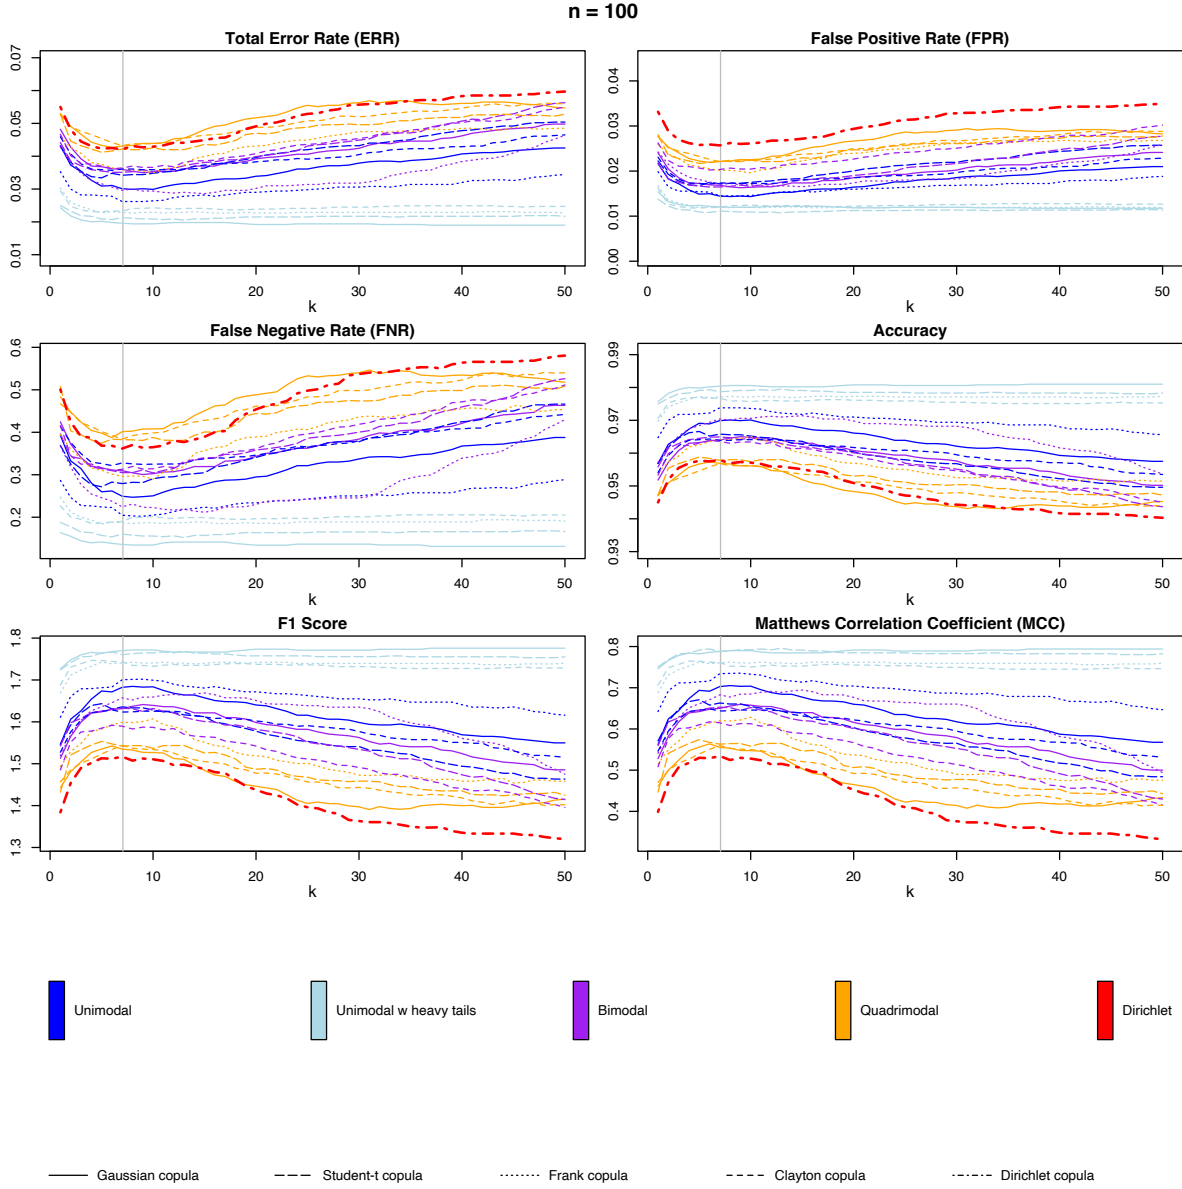 n = 100
Total Error Rate (ERR)
0.07
0.05
0.03
0.01
0 10 20 30 40 50
k
False Positive Rate (FPR)
0.04
0.03
0.02
0.01
0.00
0 10 20 30 40 50
k
False Negative Rate (FNR)
0.6
0.5
0.4
0.3
0.2
0 10 20 30 40 50
k
Accuracy
0.99
0.97
0.95
0.93
0 10 20 30 40 50
k
F1 Score
1.8
1.7
1.6
1.5
1.4
1.3
0 10 20 30 40 50
k
Matthews Correlation Coefficient (MCC)
0.8
0.7
0.6
0.5
0.4
0 10 20 30 40 50
k
Unimodal
Unimodal w heavy tails
Bimodal
Quadrimodal
Dirichlet
Gaussian copula
Student-t copula
Frank copula
Clayton copula
Dirichlet copula